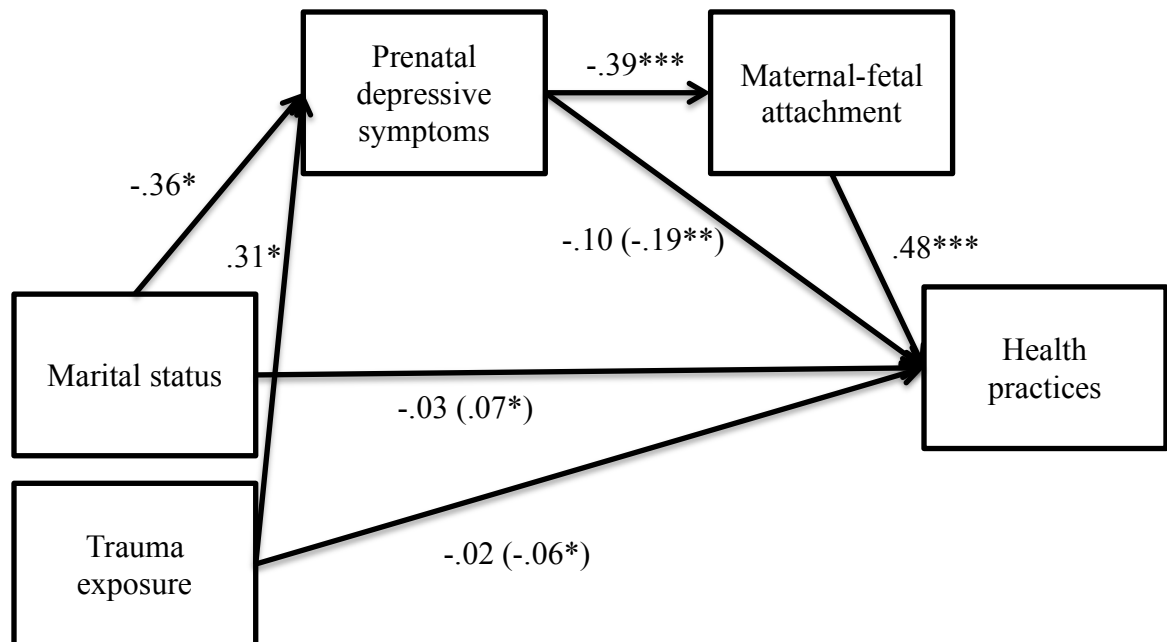 Prenatal
depressive
symptoms
-.39***
Maternal-fetal
attachment
-.36*
.31*
-.10 (-.19**)
.48***
Marital status
-.03 (.07*)
Health
practices
Trauma
exposure
-.02 (-.06*)